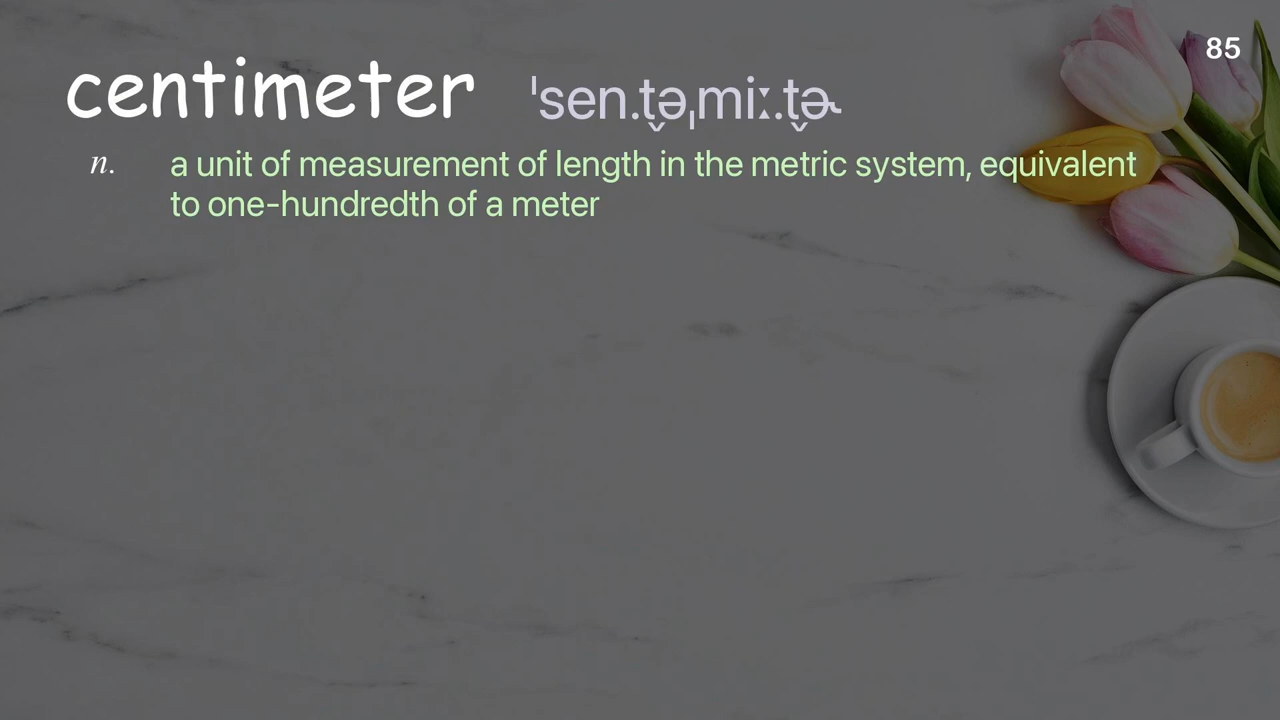 85
centimeter ˈsen.t̬əˌmiː.t̬ɚ
n. a unit of measurement of length in the metric system, equivalent
to one-hundredth of a meter